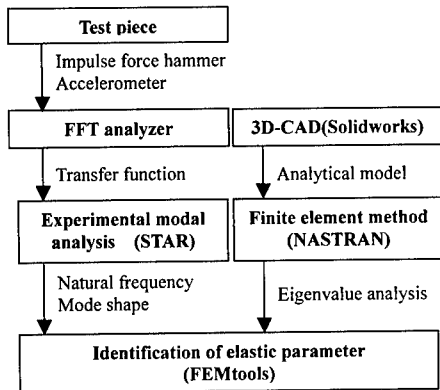 Test piece
Impulse force hammer
Accelerometer
FFT analyzer
3D-CAD(Solidworks)
Transfer function
Analytical model
Experimental modal
analysis (STAR)
Finite element method
(NASTRAN)
Natural frequency
Mode shape
Eigenvalue analysis
Identification of elastic parameter
(FEMtools)